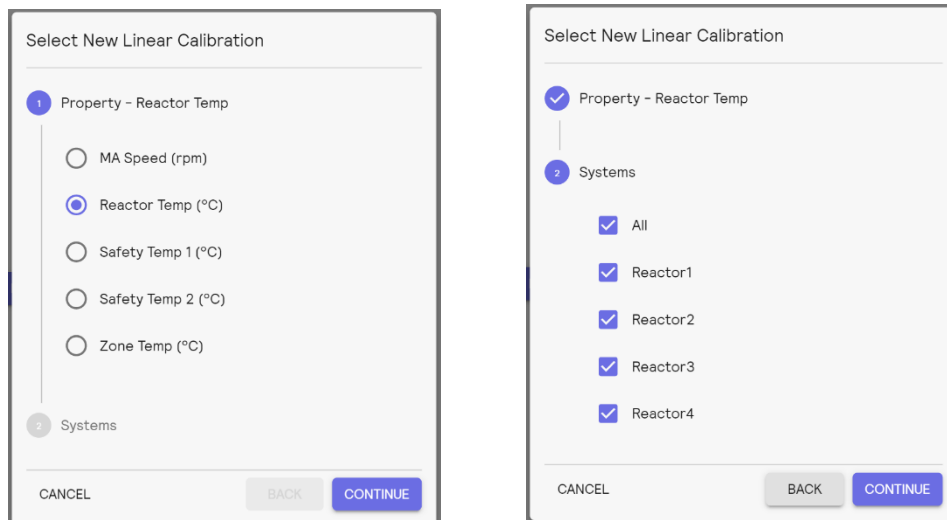 Select New Linear Calibration
1 Property - Reactor Temp
MA Speed (rpm)
Reactor Temp (°C)
Safety Temp 1 (°C)
Safety Temp 2 (°C)
Zone Temp (°C)
2 Systems
CANCEL BACK CONTINUE
Select New Linear Calibration
Property - Reactor Temp
2 Systems
All
Reactor1
Reactor2
Reactor3
Reactor4
CANCEL BACK CONTINUE